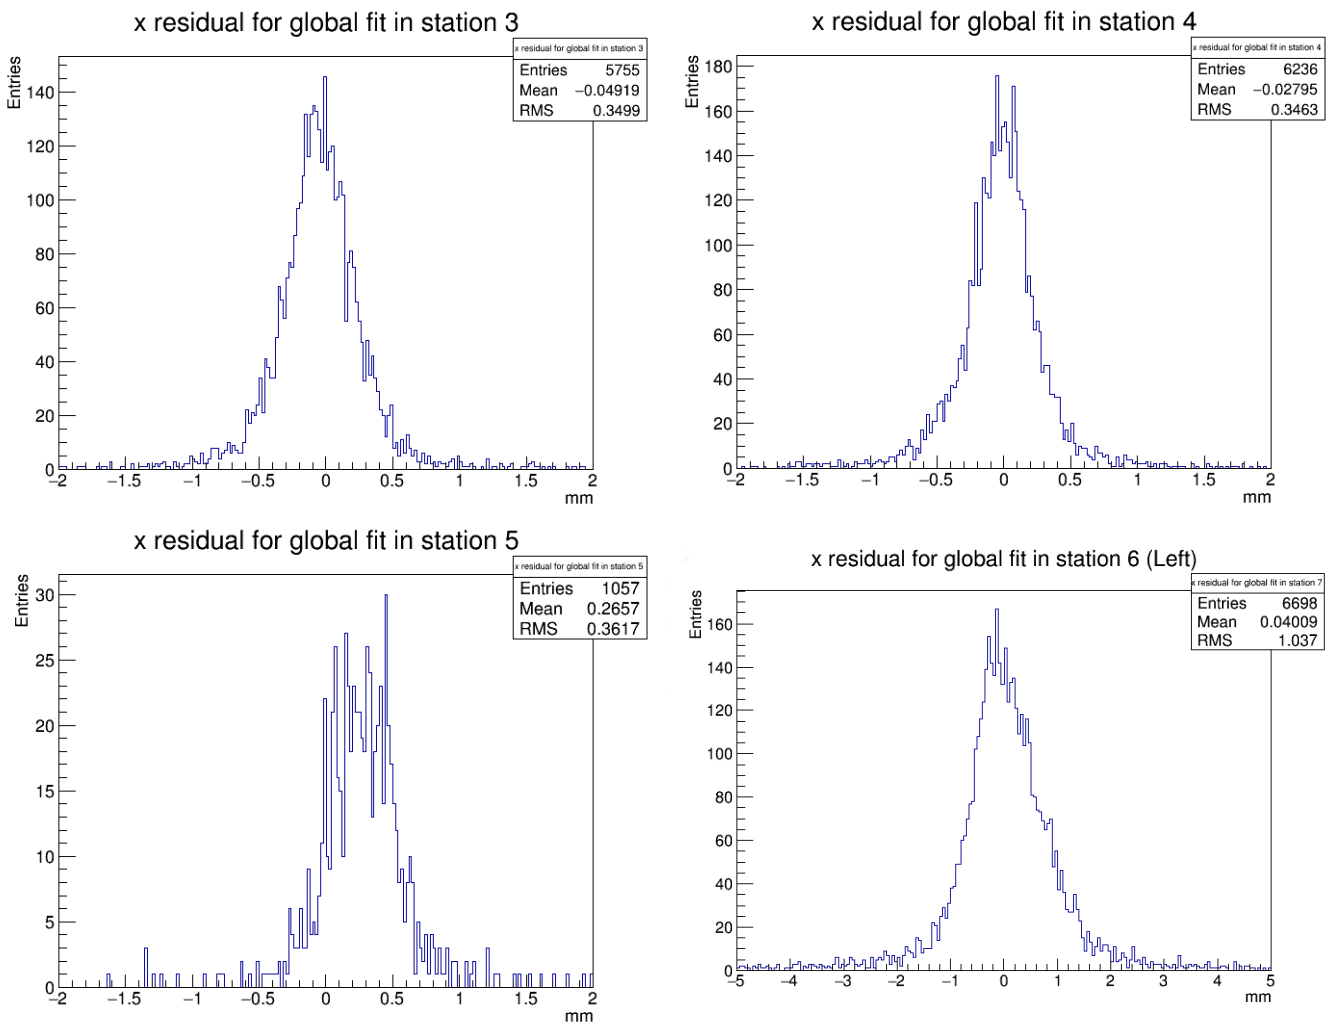 x residual for global fit in station 3
x residual for global fit in station 3
Entries 5755
Mean −0.04919
RMS 0.3499
Entries
140
120
100
80
60
40
20
0
−2 −1.5 −1 −0.5 0 0.5 1 1.5 2
mm
x residual for global fit in station 4
x residual for global fit in station 4
Entries 6236
Mean −0.02795
RMS 0.3463
Entries
180
160
140
120
100
80
60
40
20
0
−2 −1.5 −1 −0.5 0 0.5 1 1.5 2
mm
x residual for global fit in station 5
x residual for global fit in station 5
Entries 1057
Mean 0.2657
RMS 0.3617
Entries
30
25
20
15
10
5
0
−2 −1.5 −1 −0.5 0 0.5 1 1.5 2
mm
x residual for global fit in station 6 (Left)
x residual for global fit in station 7
Entries 6698
Mean 0.04009
RMS 1.037
Entries
160
140
120
100
80
60
40
20
0
−5 −4 −3 −2 −1 0 1 2 3 4 5
mm